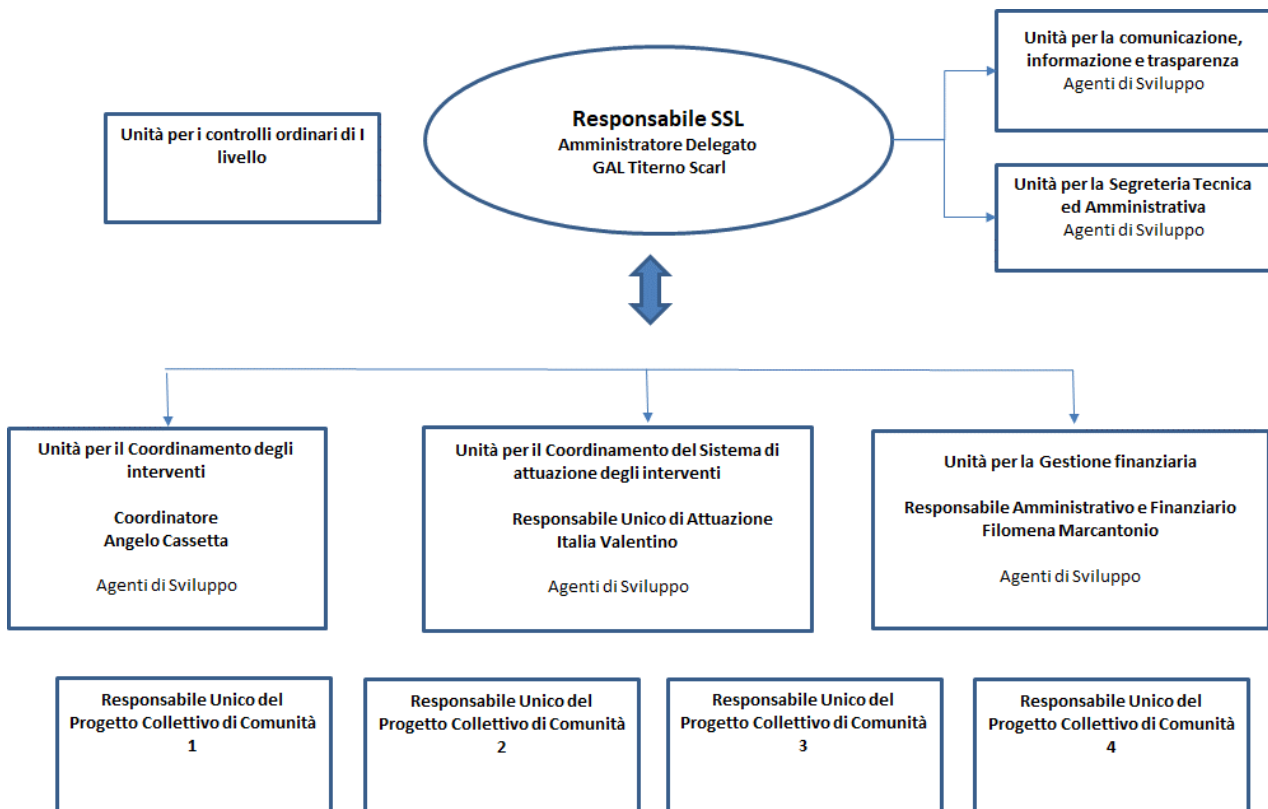 Unità per la comunicazione,
informazione e trasparenza
Agenti di Sviluppo
Unità per i controlli ordinari di I
livello
Responsabile SSL
Amministratore Delegato
GAL Titerno Scarl
Unità per la Segreteria Tecnica
ed Amministrativa
Agenti di Sviluppo
Unità per il Coordinamento degli
interventi
Coordinatore
Angelo Cassetta
Agenti di Sviluppo
Unità per il Coordinamento del Sistema di
attuazione degli interventi
Responsabile Unico di Attuazione
Italia Valentino
Agenti di Sviluppo
Unità per la Gestione finanziaria
Responsabile Amministrativo e Finanziario
Filomena Marcantonio
Agenti di Sviluppo
Responsabile Unico del
Progetto Collettivo di Comunità
1
Responsabile Unico del
Progetto Collettivo di Comunità
2
Responsabile Unico del
Progetto Collettivo di Comunità
3
Responsabile Unico del
Progetto Collettivo di Comunità
4